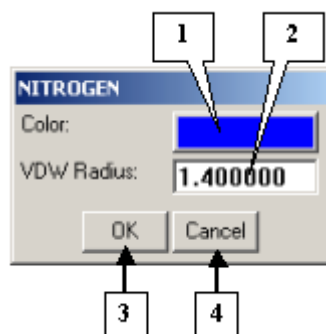 1 2
NITROGEN
Color:
VDW Radius: 1.400000
OK Cancel
3 4